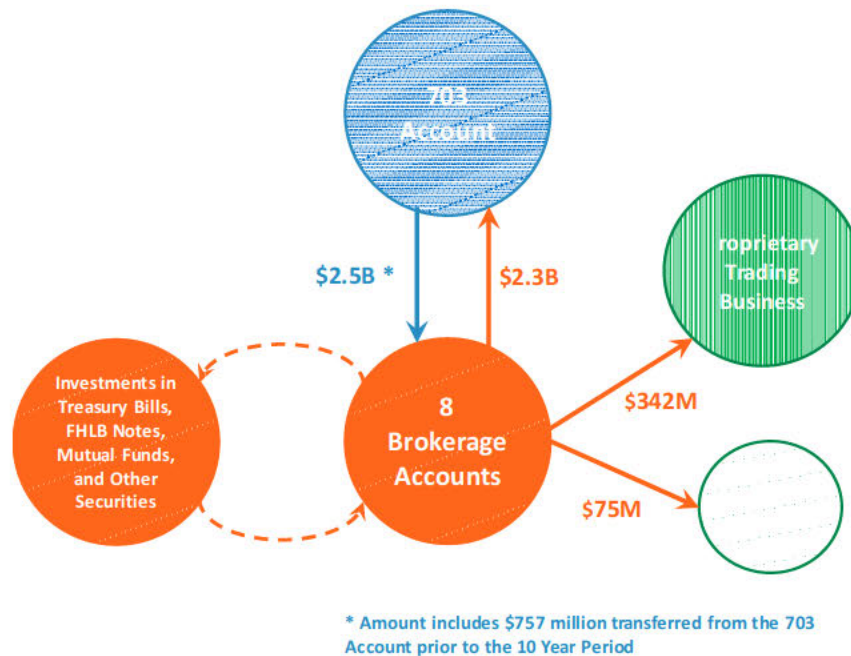 703
Account
$2.5B *
$2.3B
roprietary
Trading
Business
Investments in
Treasury Bills,
FHLB Notes,
Mutual Funds,
and Other
Securities
8
Brokerage
Accounts
$342M
$75M
* Amount includes $757 million transferred from the 703
Account prior to the 10 Year Period